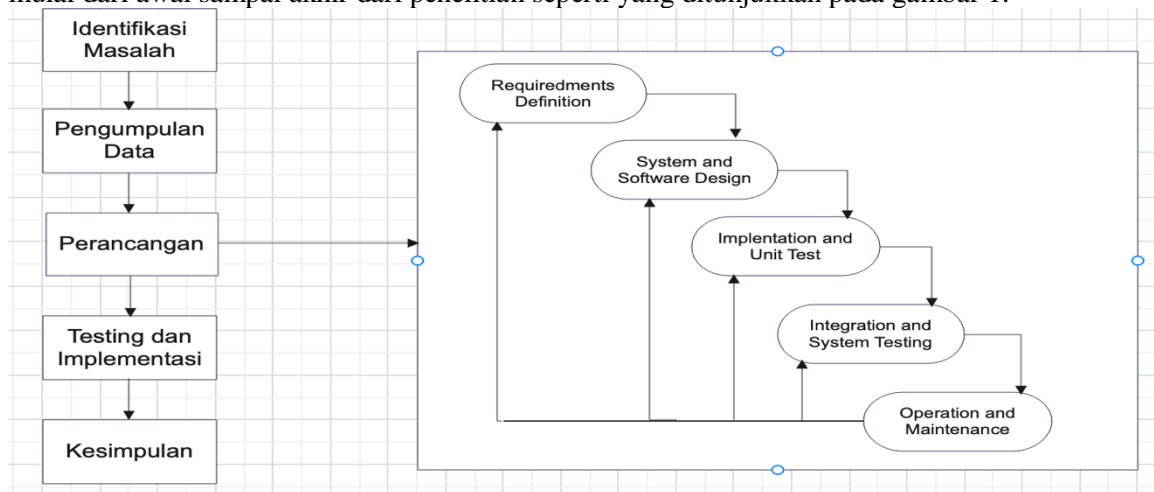 mulai dari awal sampai akhir dari penelitian seperti yang ditunjukkan pada gambar 1.
Identifikasi
Masalah
Pengumpulan
Data
Perancangan
Testing dan
Implementasi
Kesimpulan
Requiredments
Definition
System and
Software Design
Implentation and
Unit Test
Integration and
System Testing
Operation and
Maintenance